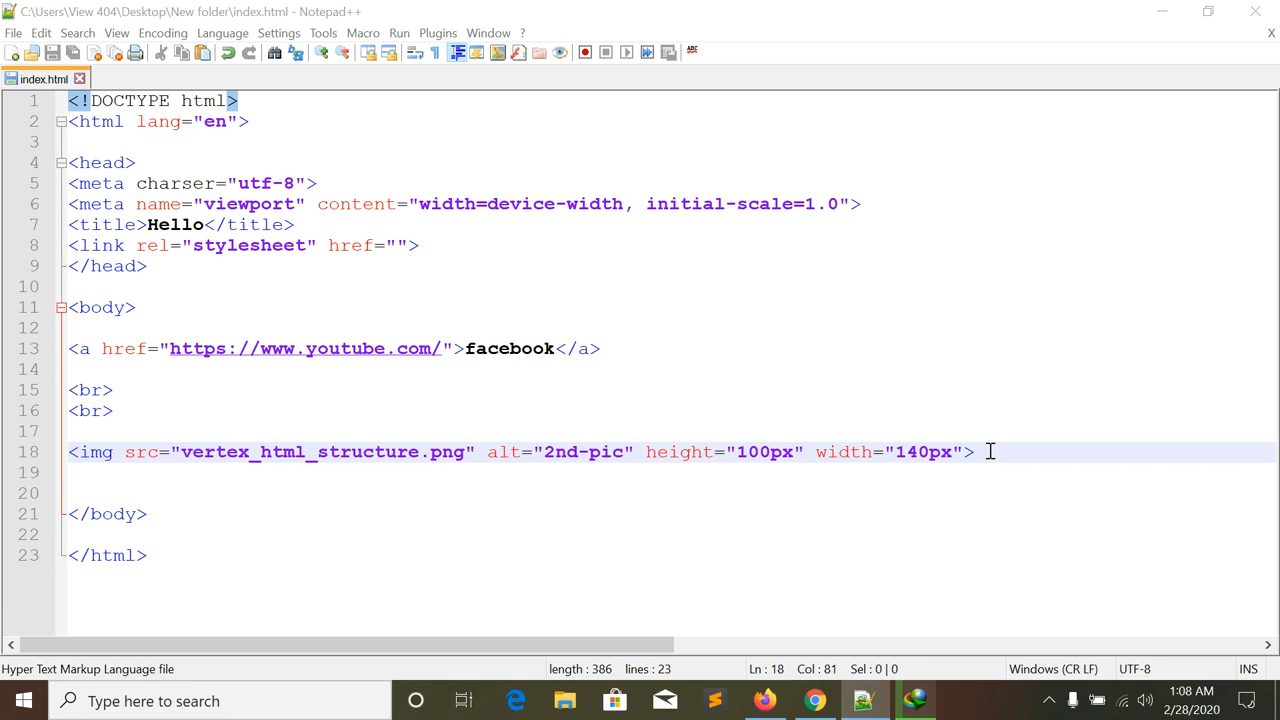 C:\Users\View 404\Desktop\New folder\index.html - Notepad++
File Edit Search View Encoding Language Settings Tools Macro Run Plugins Window ? X
ABC
index.html
1 <!DOCTYPE html>
2 <html lang="en">
3
4 <head>
5 <meta charser="utf-8">
6 <meta name="viewport" content="width=device-width, initial-scale=1.0">
7 <title>Hello</title>
8 <link rel="stylesheet" href="">
9 </head>
10
11 <body>
12
13 <a href="https://www.youtube.com/">facebook</a>
14
15 <br>
16 <br>
17
18 <img src="vertex_html_structure.png" alt="2nd-pic" height="100px" width="140px">
19
20
21 </body>
22
23 </html>
Hyper Text Markup Language file length : 386 lines : 23 Ln : 18 Col : 81 Sel : 0 | 0 Windows (CR LF) UTF-8 INS
Type here to search
1:08 AM
2/28/2020